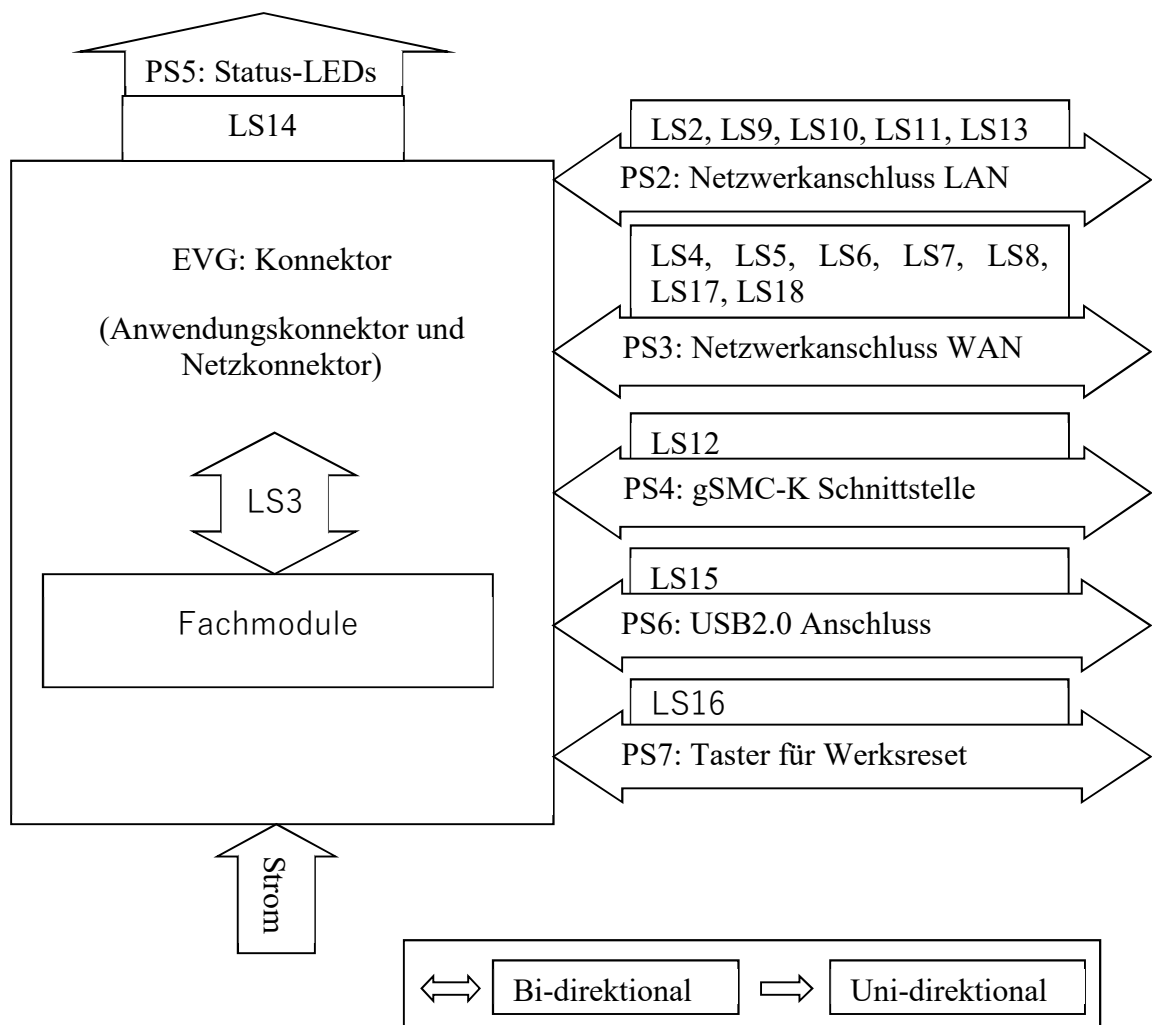 PS5: Status-LEDs
LS14
EVG: Konnektor
(Anwendungskonnektor und
Netzkonnektor)
LS3
Fachmodule
Strom
LS2, LS9, LS10, LS11, LS13
PS2: Netzwerkanschluss LAN
LS4, LS5, LS6, LS7, LS8,
LS17, LS18
PS3: Netzwerkanschluss WAN
LS12
PS4: gSMC-K Schnittstelle
LS15
PS6: USB2.0 Anschluss
LS16
PS7: Taster für Werksreset
Bi-direktional
Uni-direktional